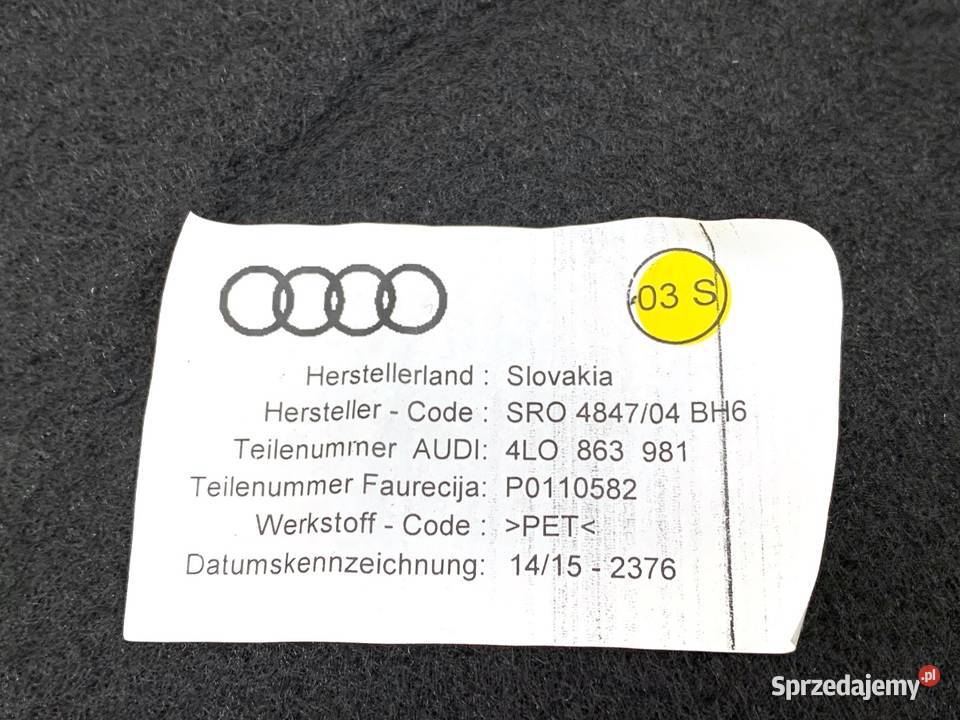 03 S
Herstellerland : Slovakia
Hersteller - Code : SRO 4847/04 BH6
Teilenummer AUDI: 4LO 863 981
Teilenummer Faurecija: P0110582
Werkstoff - Code : >PET<
Datumskennzeichnung: 14/15 - 2376
Sprzedajemy.pl